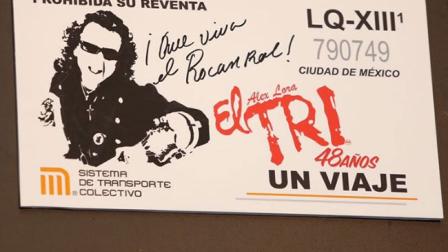 PROHIBIDA SU REVENTA
LQ-XIII¹
790749
CIUDAD DE MÉXICO
¡Que viva
el Rocanrol!
Alex Lora
El TRI
48 AÑOS
UN VIAJE
SISTEMA
DE TRANSPORTE
COLECTIVO